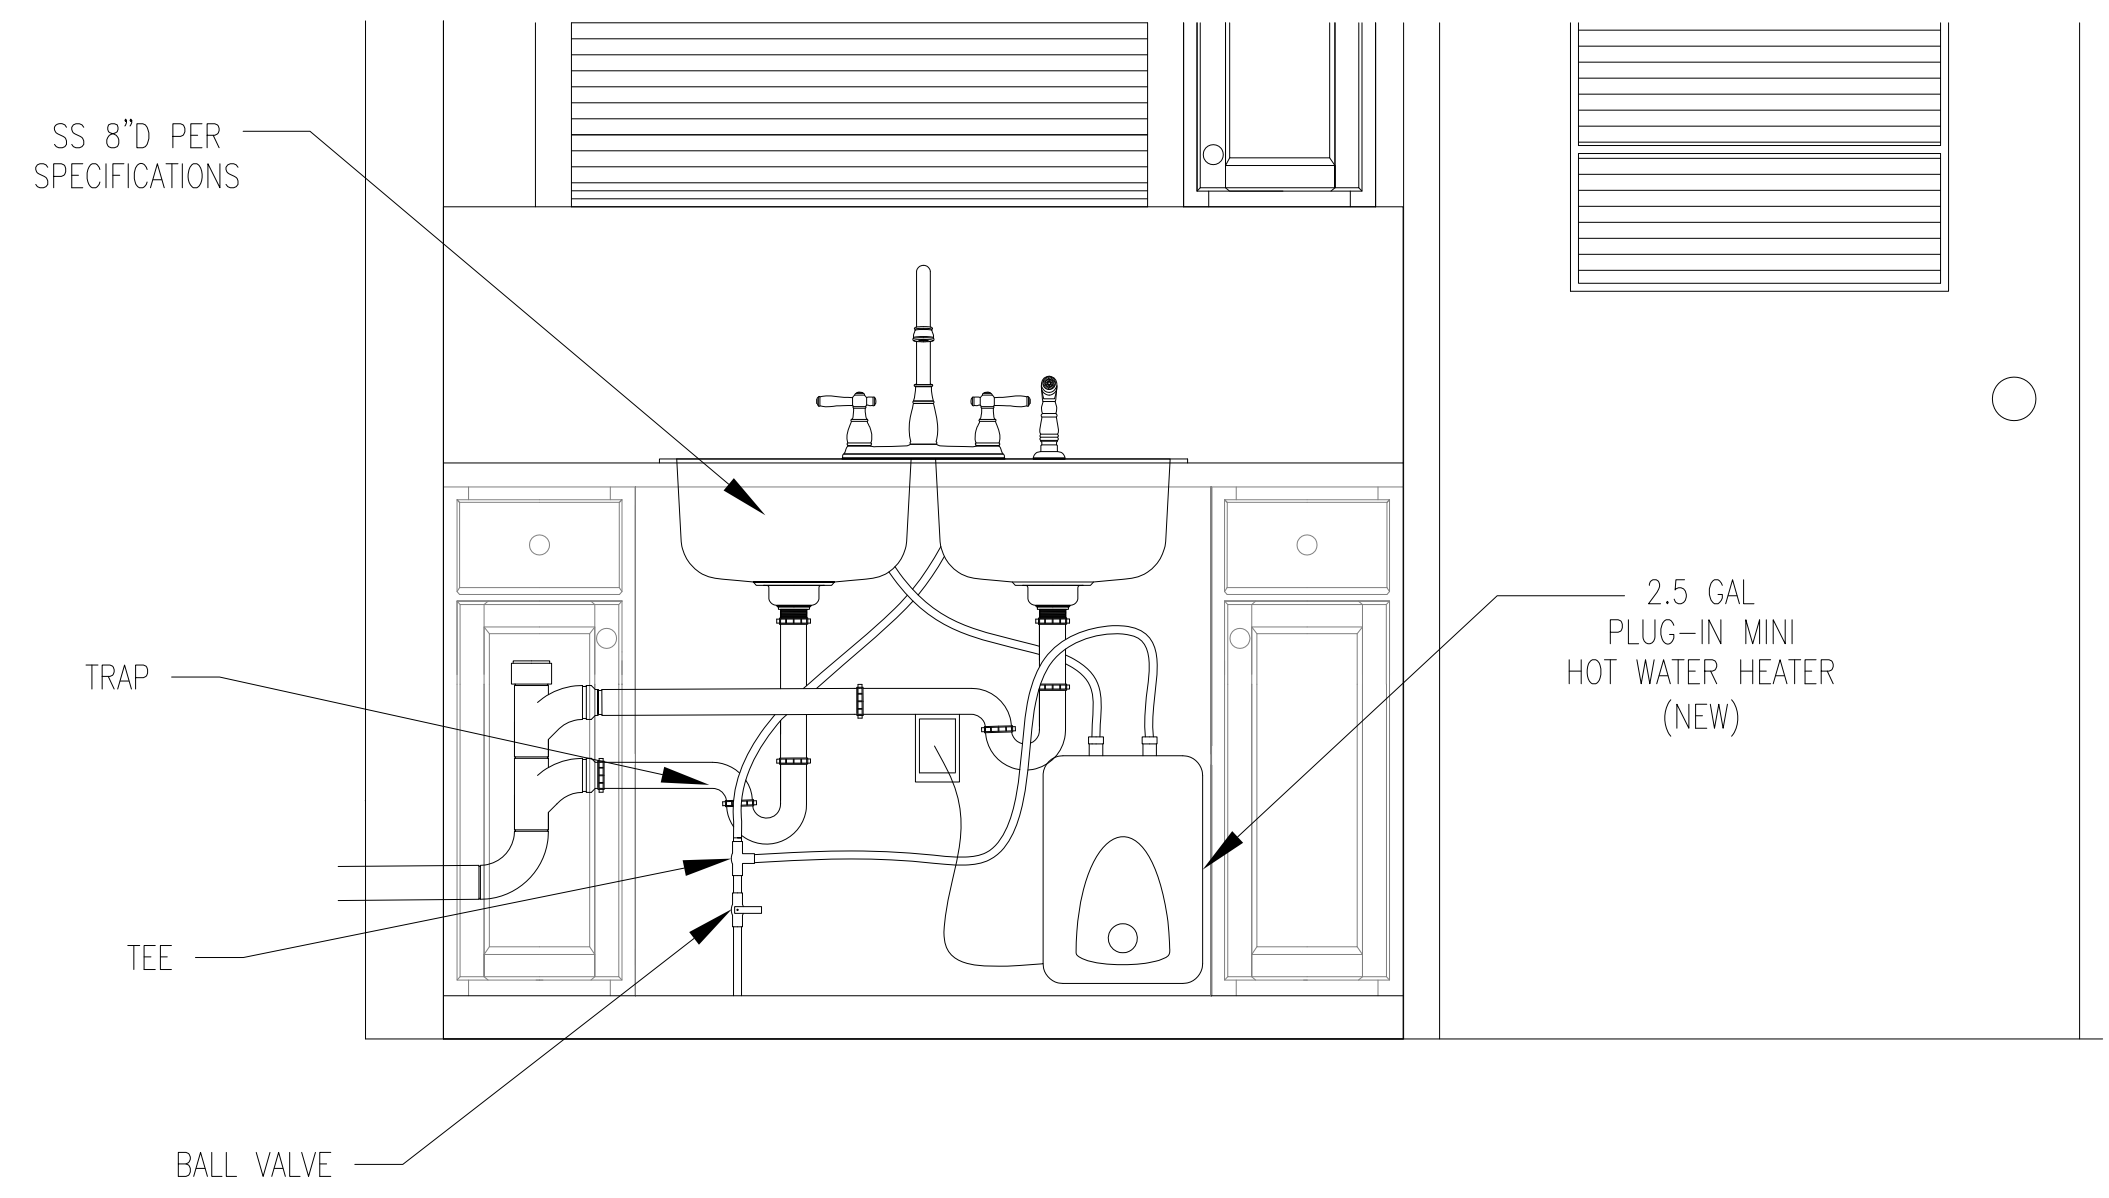 SS 8”D PER
SPECIFICATIONS
2.5 GAL
PLUG-IN MINI
HOT WATER HEATER
(NEW)
TRAP
TEE
BALL VALVE